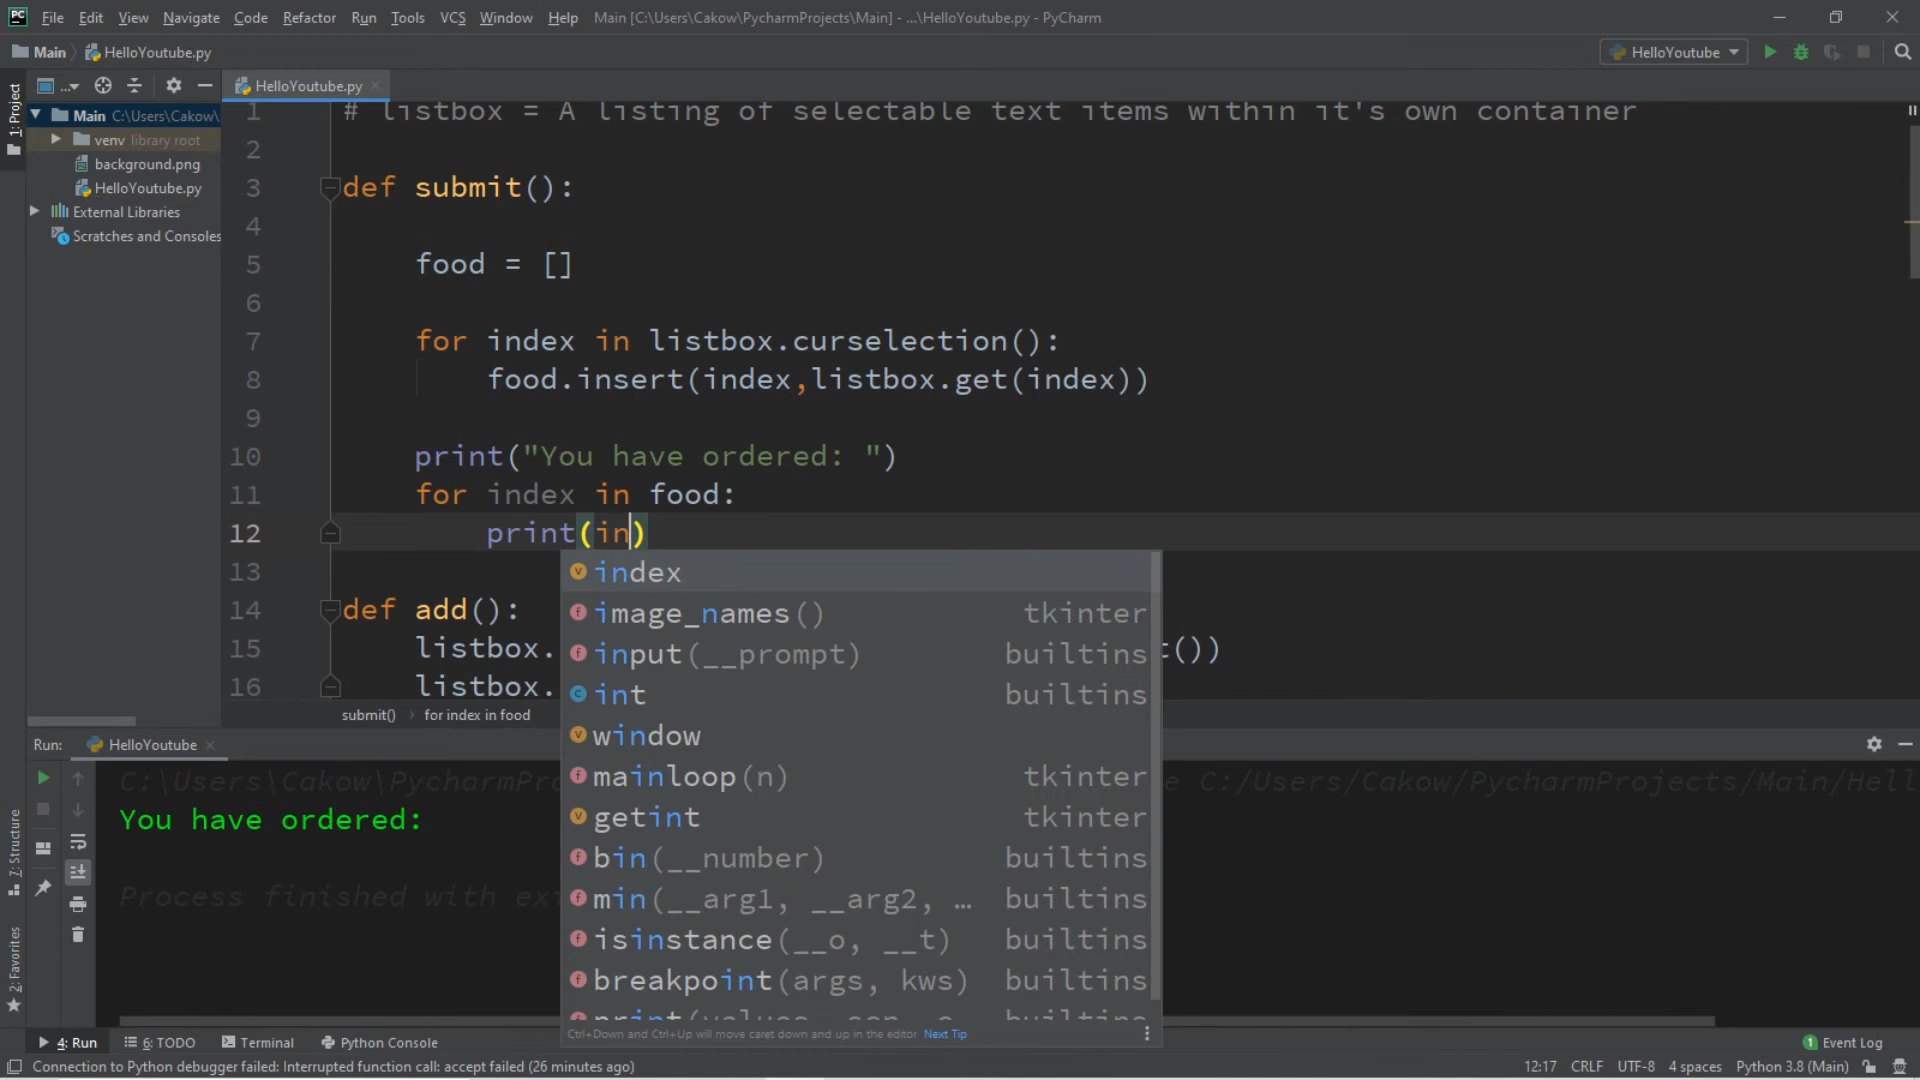 File Edit View Navigate Code Refactor Run Tools VCS Window Help Main [C:\Users\Cakow\PycharmProjects\Main] - ...\HelloYoutube.py - PyCharm
Main HelloYoutube.py HelloYoutube
1: Project
... HelloYoutube.py
Main C:\Users\Cakow\
venv library root
background.png
HelloYoutube.py
External Libraries
Scratches and Consoles
1 # listbox = A listing of selectable text items within it's own container
2
3 def submit():
4
5 food = []
6
7 for index in listbox.curselection():
8 food.insert(index,listbox.get(index))
9
10 print("You have ordered: ")
11 for index in food:
12 print(in)
13
14 def add():
15 listbox. t())
16 listbox.
submit() for index in food
index
image_names() tkinter
input(__prompt) builtins
int builtins
window
mainloop(n) tkinter
getint tkinter
bin(__number) builtins
min(__arg1, __arg2, … builtins
isinstance(__o, __t) builtins
breakpoint(args, kws) builtins
Ctrl+Down and Ctrl+Up will move caret down and up in the editor Next Tip
Run: HelloYoutube
C:\Users\Cakow\PycharmPro e C:/Users/Cakow/PycharmProjects/Main/Hell
You have ordered:
Process finished with ex
7: Structure
2: Favorites
4: Run 6: TODO Terminal Python Console 1 Event Log
Connection to Python debugger failed: Interrupted function call: accept failed (26 minutes ago) 12:17 CRLF UTF-8 4 spaces Python 3.8 (Main)